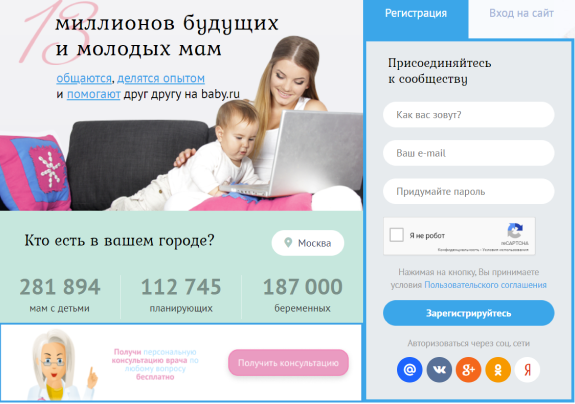 13
миллионов будущих
и молодых мам
общаются, делятся опытом
и помогают друг другу на baby.ru
Кто есть в вашем городе?
Москва
281 894
мам с детьми
112 745
планирующих
187 000
беременных
Получи персональную
консультацию врача по
любому вопросу
бесплатно
Получить консультацию
Регистрация
Вход на сайт
Присоединяйтесь
к сообществу
Как вас зовут?
Ваш e-mail
Придумайте пароль
Я не робот
reCAPTCHA
Конфиденциальность - Условия использования
Нажимая на кнопку, Вы принимаете
условия Пользовательского соглашения
Зарегистрируйтесь
Авторизоваться через соц. сети
@
G+
Я